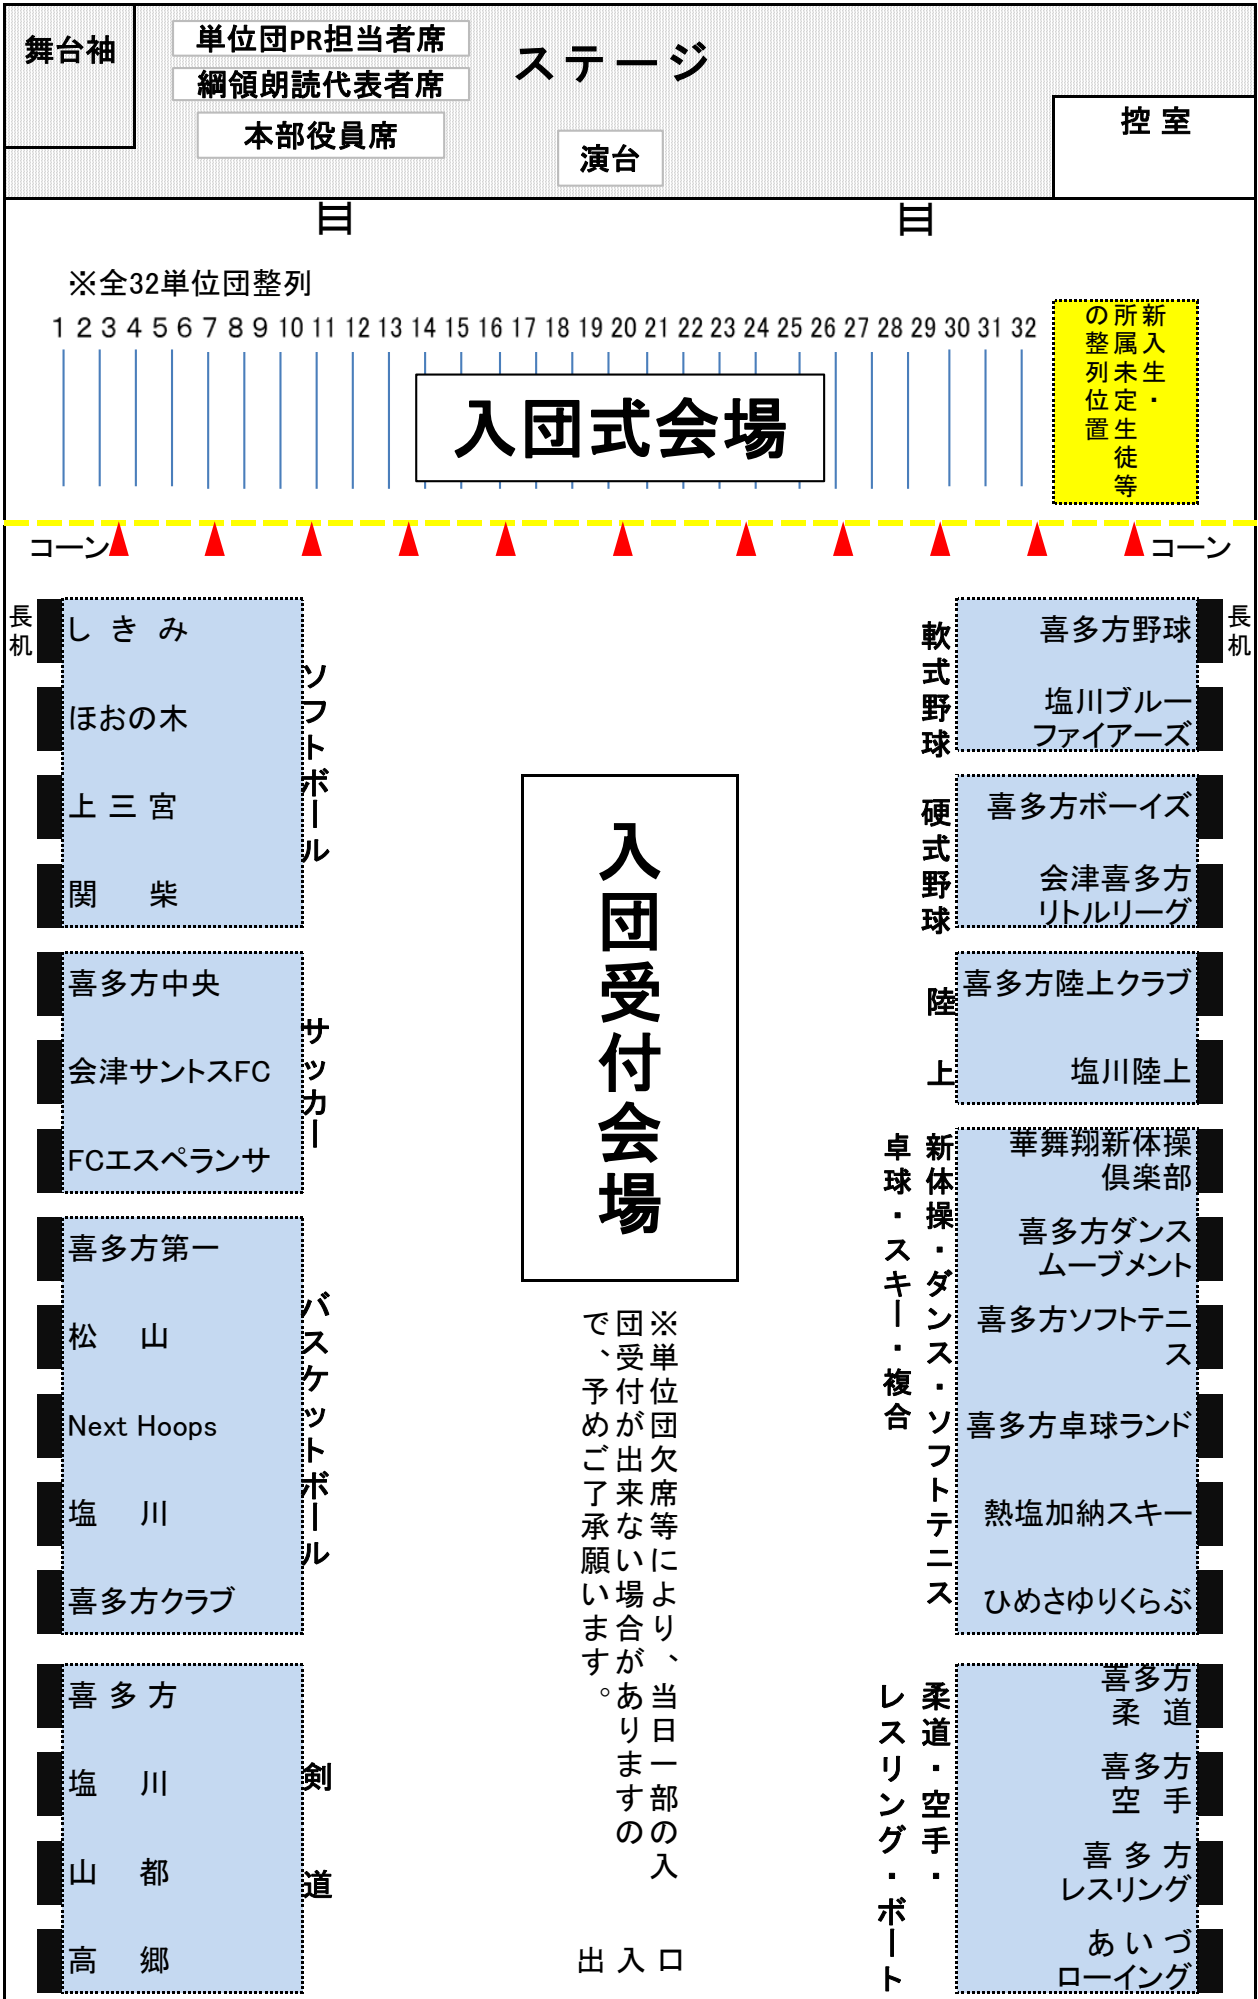 舞台袖
単位団PR担当者席
綱領朗読代表者席
本部役員席
ステージ
演台
控 室
※全32単位団整列
1 2 3 4 5 6 7 8 9 10 11 12 13 14 15 16 17 18 19 20 21 22 23 24 25 26 27 28 29 30 31 32
新入生・
所属未定生徒等
の整列位置
入団式会場
コーン
コーン
長机
し き み
ほおの木
上 三 宮
関 柴
ソフトボール
喜多方中央
会津サントスFC
FCエスペランサ
サッカー
喜多方第一
松 山
Next Hoops
塩 川
喜多方クラブ
バスケットボール
喜 多 方
塩 川
山 都
高 郷
剣 道
入団受付会場
※単位団欠席等により、当日一部の入
団受付が出来ない場合がありますの
で、予めご了承願います。
出 入 口
長机
軟式野球
喜多方野球
塩川ブルー
ファイアーズ
硬式野球
喜多方ボーイズ
会津喜多方
リトルリーグ
陸 上
喜多方陸上クラブ
塩川陸上
新体操・ダンス・ソフトテニス
卓球・スキー・複合
華舞翔新体操
倶楽部
喜多方ダンス
ムーブメント
喜多方ソフトテニ
ス
喜多方卓球ランド
熱塩加納スキー
ひめさゆりくらぶ
柔道・空手・
レスリング・ボート
喜多方
柔 道
喜多方
空 手
喜 多 方
レスリング
あ い づ
ローイング